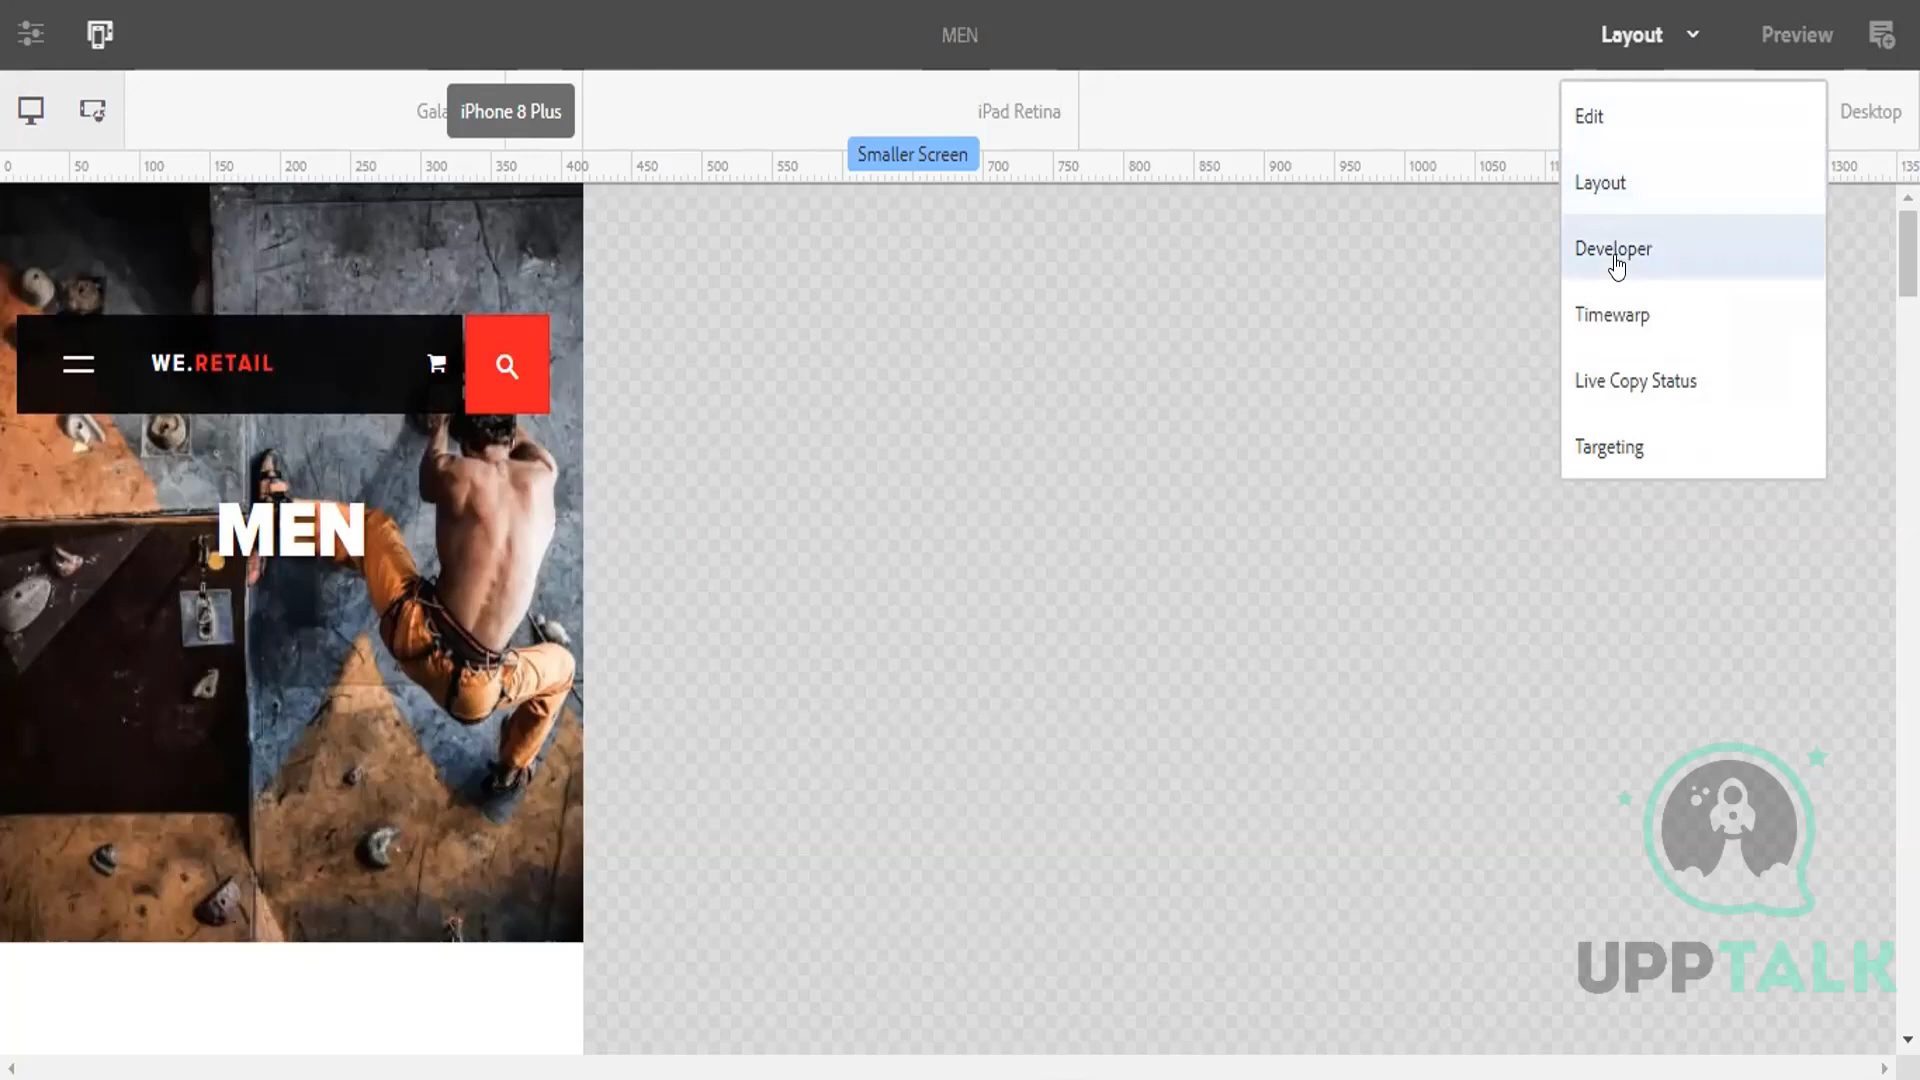 MEN
Layout
Preview
Gala
iPhone 8 Plus
iPad Retina
Desktop
Smaller Screen
0 50 100 150 200 250 300 350 400 450 500 550 700 750 800 850 900 950 1000 1050 1300
Edit
Layout
Developer
Timewarp
Live Copy Status
Targeting
WE.RETAIL
MEN
UPPTALK